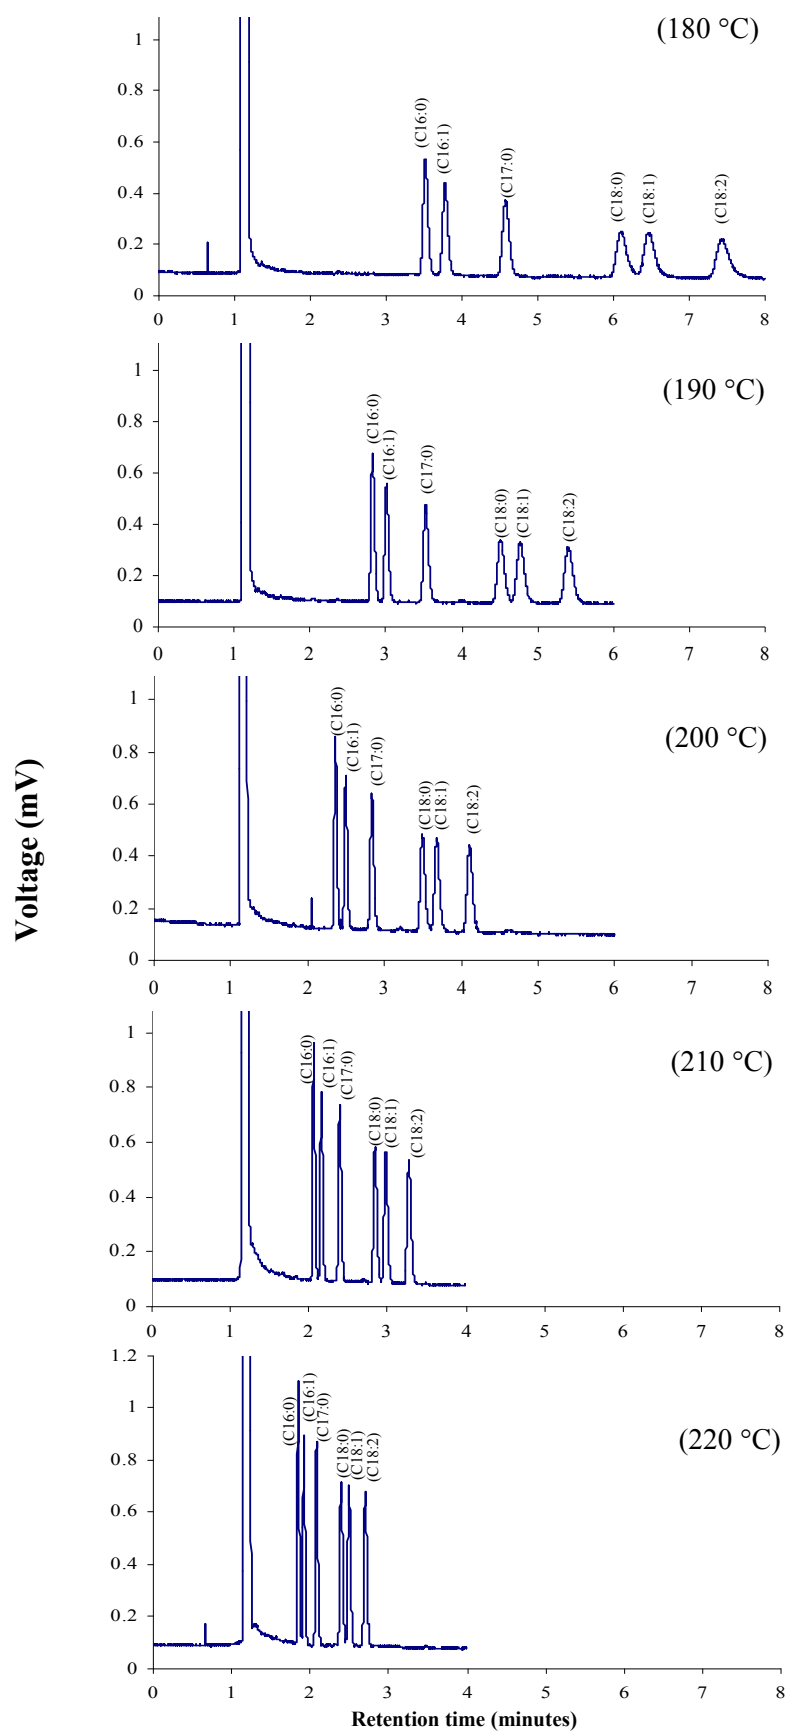 (180 °C)
1
0.8
0.6
0.4
0.2
0
(C16:0)
(C16:1)
(C17:0)
(C18:0)
(C18:1)
(C18:2)
0 1 2 3 4 5 6 7 8
(190 °C)
1
0.8
0.6
0.4
0.2
0
(C16:0)
(C16:1)
(C17:0)
(C18:0)
(C18:1)
(C18:2)
0 1 2 3 4 5 6 7 8
Voltage (mV)
(200 °C)
1
0.8
0.6
0.4
0.2
0
(C16:0)
(C16:1)
(C17:0)
(C18:0)
(C18:1)
(C18:2)
0 1 2 3 4 5 6 7 8
(210 °C)
1
0.8
0.6
0.4
0.2
0
(C16:0)
(C16:1)
(C17:0)
(C18:0)
(C18:1)
(C18:2)
0 1 2 3 4 5 6 7 8
(220 °C)
1.2
1
0.8
0.6
0.4
0.2
0
(C16:0)
(C16:1)
(C17:0)
(C18:0)
(C18:1)
(C18:2)
0 1 2 3 4 5 6 7 8
Retention time (minutes)